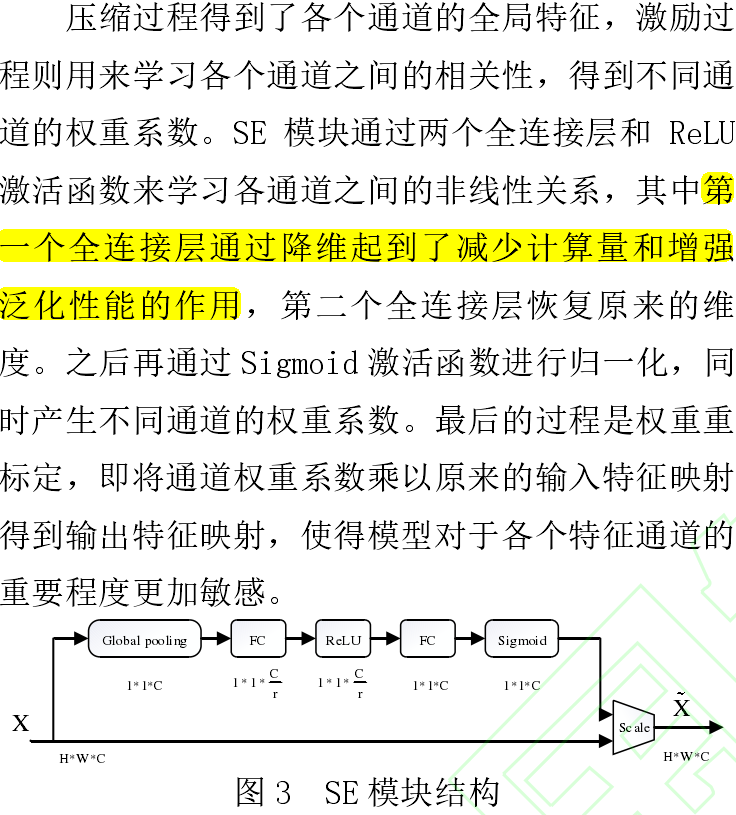 压缩过程得到了各个通道的全局特征，激励过
程则用来学习各个通道之间的相关性，得到不同通
道的权重系数。SE 模块通过两个全连接层和 ReLU
激活函数来学习各通道之间的非线性关系，其中第
一个全连接层通过降维起到了减少计算量和增强
泛化性能的作用，第二个全连接层恢复原来的维
度。之后再通过 Sigmoid 激活函数进行归一化，同
时产生不同通道的权重系数。最后的过程是权重重
标定，即将通道权重系数乘以原来的输入特征映射
得到输出特征映射，使得模型对于各个特征通道的
重要程度更加敏感。
Global pooling FC ReLU FC Sigmoid
1*1*C 1*1*C/r 1*1*C/r 1*1*C 1*1*C
X Scale X̃
H*W*C H*W*C
图 3 SE 模块结构